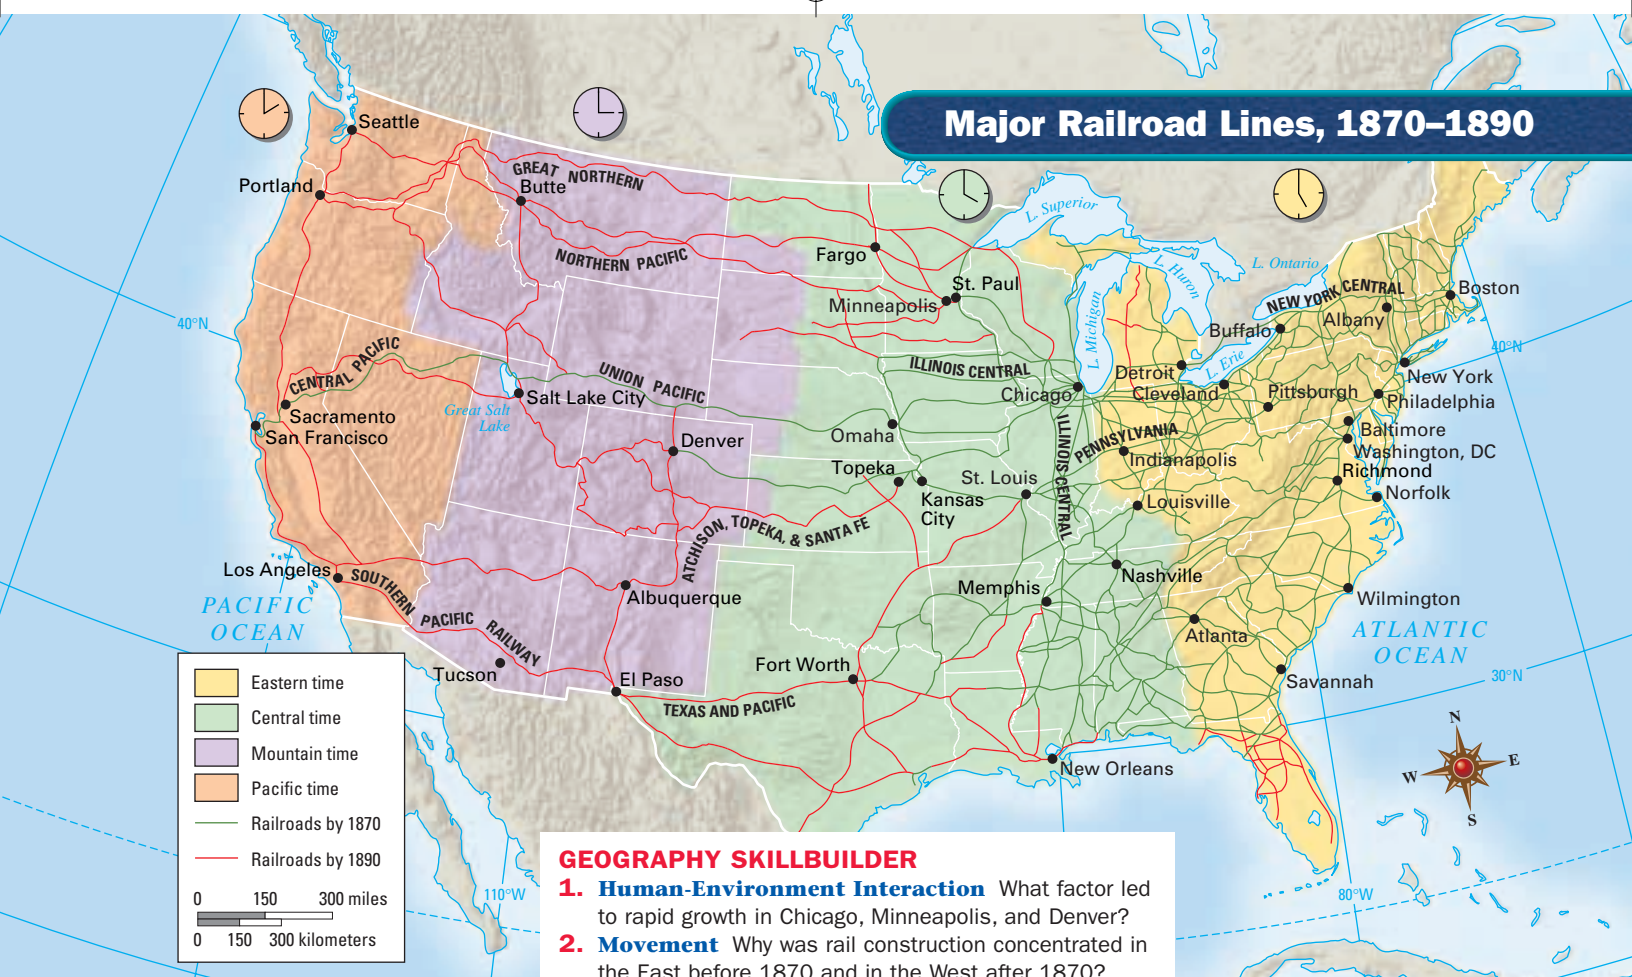 Major Railroad Lines, 1870–1890
Seattle
Portland
GREAT NORTHERN
Butte
NORTHERN PACIFIC
Fargo
L. Superior
St. Paul
Minneapolis
L. Michigan
L. Huron
L. Ontario
L. Erie
NEW YORK CENTRAL
Boston
Albany
Buffalo
40°N
40°N
CENTRAL PACIFIC
UNION PACIFIC
ILLINOIS CENTRAL
Chicago
Detroit
Cleveland
Pittsburgh
New York
Philadelphia
Sacramento
San Francisco
Great Salt
Lake
Salt Lake City
Denver
Omaha
ILLINOIS CENTRAL
PENNSYLVANIA
Indianapolis
Baltimore
Washington, DC
Richmond
Norfolk
Topeka
Kansas
City
St. Louis
Louisville
ATCHISON, TOPEKA, & SANTA FE
Los Angeles
SOUTHERN PACIFIC RAILWAY
Albuquerque
Memphis
Nashville
Wilmington
PACIFIC
OCEAN
ATLANTIC
OCEAN
Atlanta
Tucson
El Paso
Fort Worth
TEXAS AND PACIFIC
Savannah
30°N
New Orleans
N
W
E
S
Eastern time
Central time
Mountain time
Pacific time
Railroads by 1870
Railroads by 1890
0 150 300 miles
0 150 300 kilometers
110°W
80°W
GEOGRAPHY SKILLBUILDER
1. Human-Environment Interaction What factor led
to rapid growth in Chicago, Minneapolis, and Denver?
2. Movement Why was rail construction concentrated in
the East before 1870 and in the West after 1870?